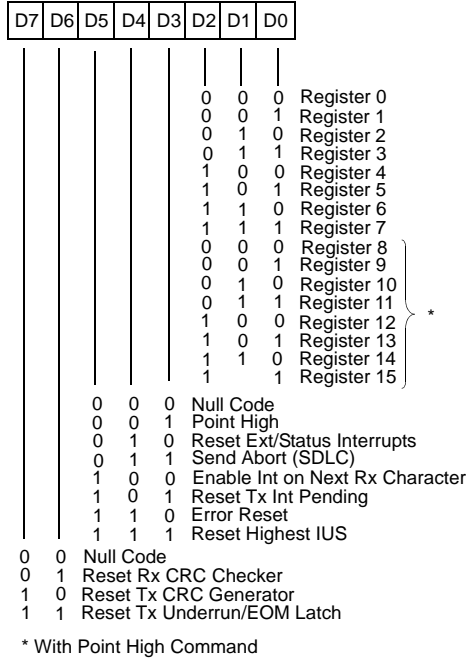 D7 D6 D5 D4 D3 D2 D1 D0
0 0 0 Register 0
0 0 1 Register 1
0 1 0 Register 2
0 1 1 Register 3
1 0 0 Register 4
1 0 1 Register 5
1 1 0 Register 6
1 1 1 Register 7
0 0 0 Register 8
0 0 1 Register 9
0 1 0 Register 10
0 1 1 Register 11
1 0 0 Register 12
1 0 1 Register 13
1 1 0 Register 14
1 1 Register 15
*
0 0 0 Null Code
0 0 1 Point High
0 1 0 Reset Ext/Status Interrupts
0 1 1 Send Abort (SDLC)
1 0 0 Enable Int on Next Rx Character
1 0 1 Reset Tx Int Pending
1 1 0 Error Reset
1 1 1 Reset Highest IUS
0 0 Null Code
0 1 Reset Rx CRC Checker
1 0 Reset Tx CRC Generator
1 1 Reset Tx Underrun/EOM Latch
* With Point High Command